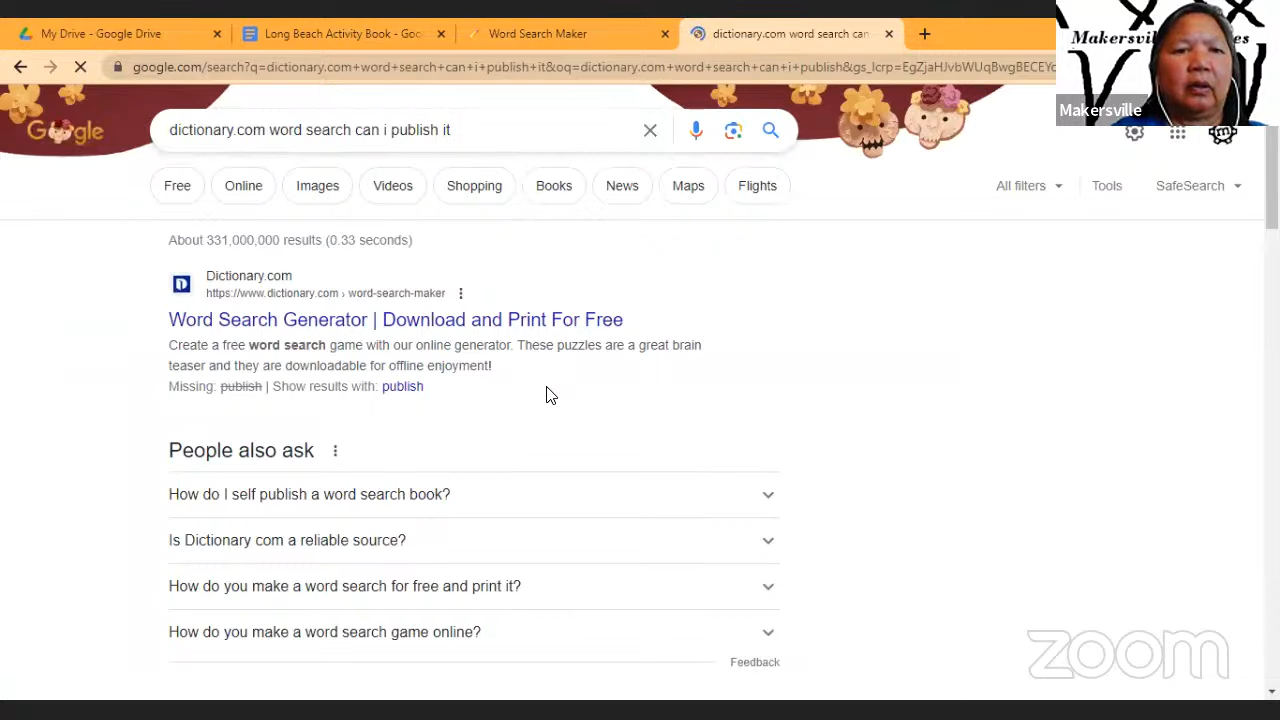 My Drive - Google Drive
Long Beach Activity Book - Goo
Word Search Maker
dictionary.com word search can
google.com/search?q=dictionary.com+word+search+can+i+publish+it&oq=dictionary.com+word+search+can+i+publish&gs_lcrp=EgZjaHJvbWUqBwgBECEYc
Makersville
Google
dictionary.com word search can i publish it
Free
Online
Images
Videos
Shopping
Books
News
Maps
Flights
All filters
Tools
SafeSearch
About 331,000,000 results (0.33 seconds)
Dictionary.com
https://www.dictionary.com › word-search-maker
Word Search Generator | Download and Print For Free
Create a free word search game with our online generator. These puzzles are a great brain
teaser and they are downloadable for offline enjoyment!
Missing: publish | Show results with: publish
People also ask
How do I self publish a word search book?
Is Dictionary com a reliable source?
How do you make a word search for free and print it?
How do you make a word search game online?
Feedback
zoom